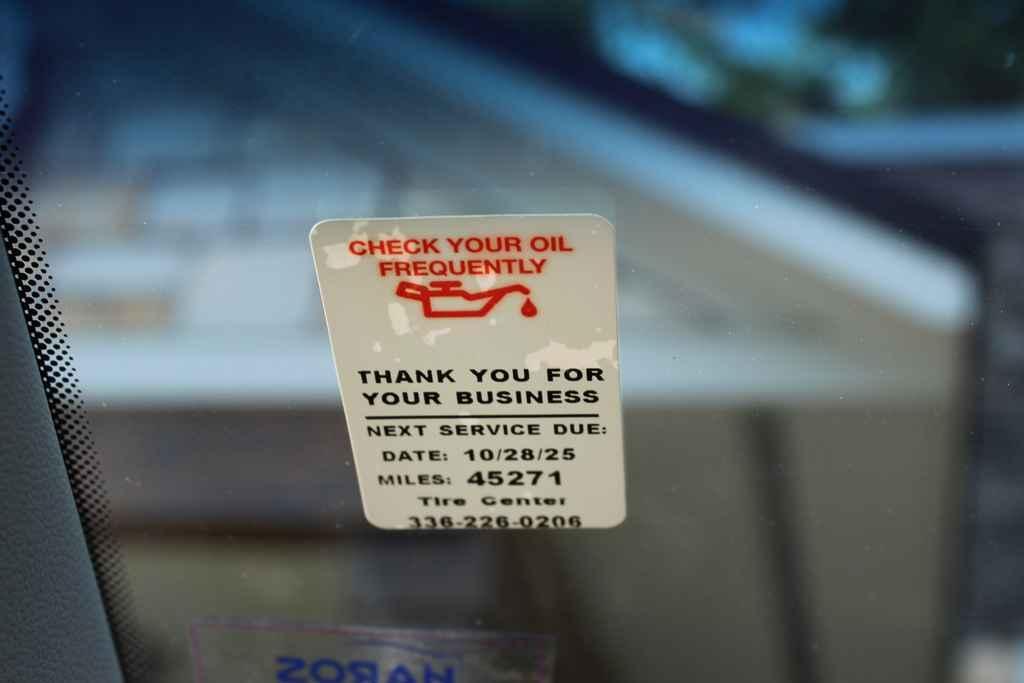 CHECK YOUR OIL
FREQUENTLY
THANK YOU FOR
YOUR BUSINESS
NEXT SERVICE DUE:
DATE: 10/28/25
MILES: 45271
Tire Center
336-226-0206